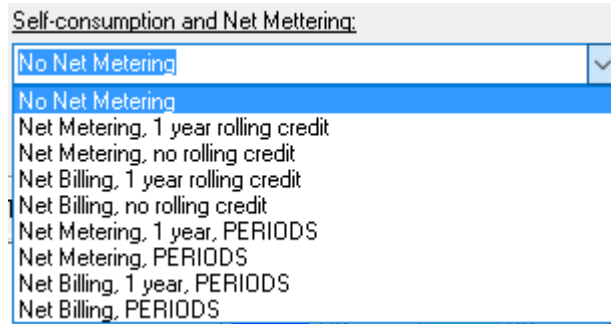 Self-consumption and Net Mettering:
No Net Metering
No Net Metering
Net Metering, 1 year rolling credit
Net Metering, no rolling credit
Net Billing, 1 year rolling credit
Net Billing, no rolling credit
Net Metering, 1 year, PERIODS
Net Metering, PERIODS
Net Billing, 1 year, PERIODS
Net Billing, PERIODS